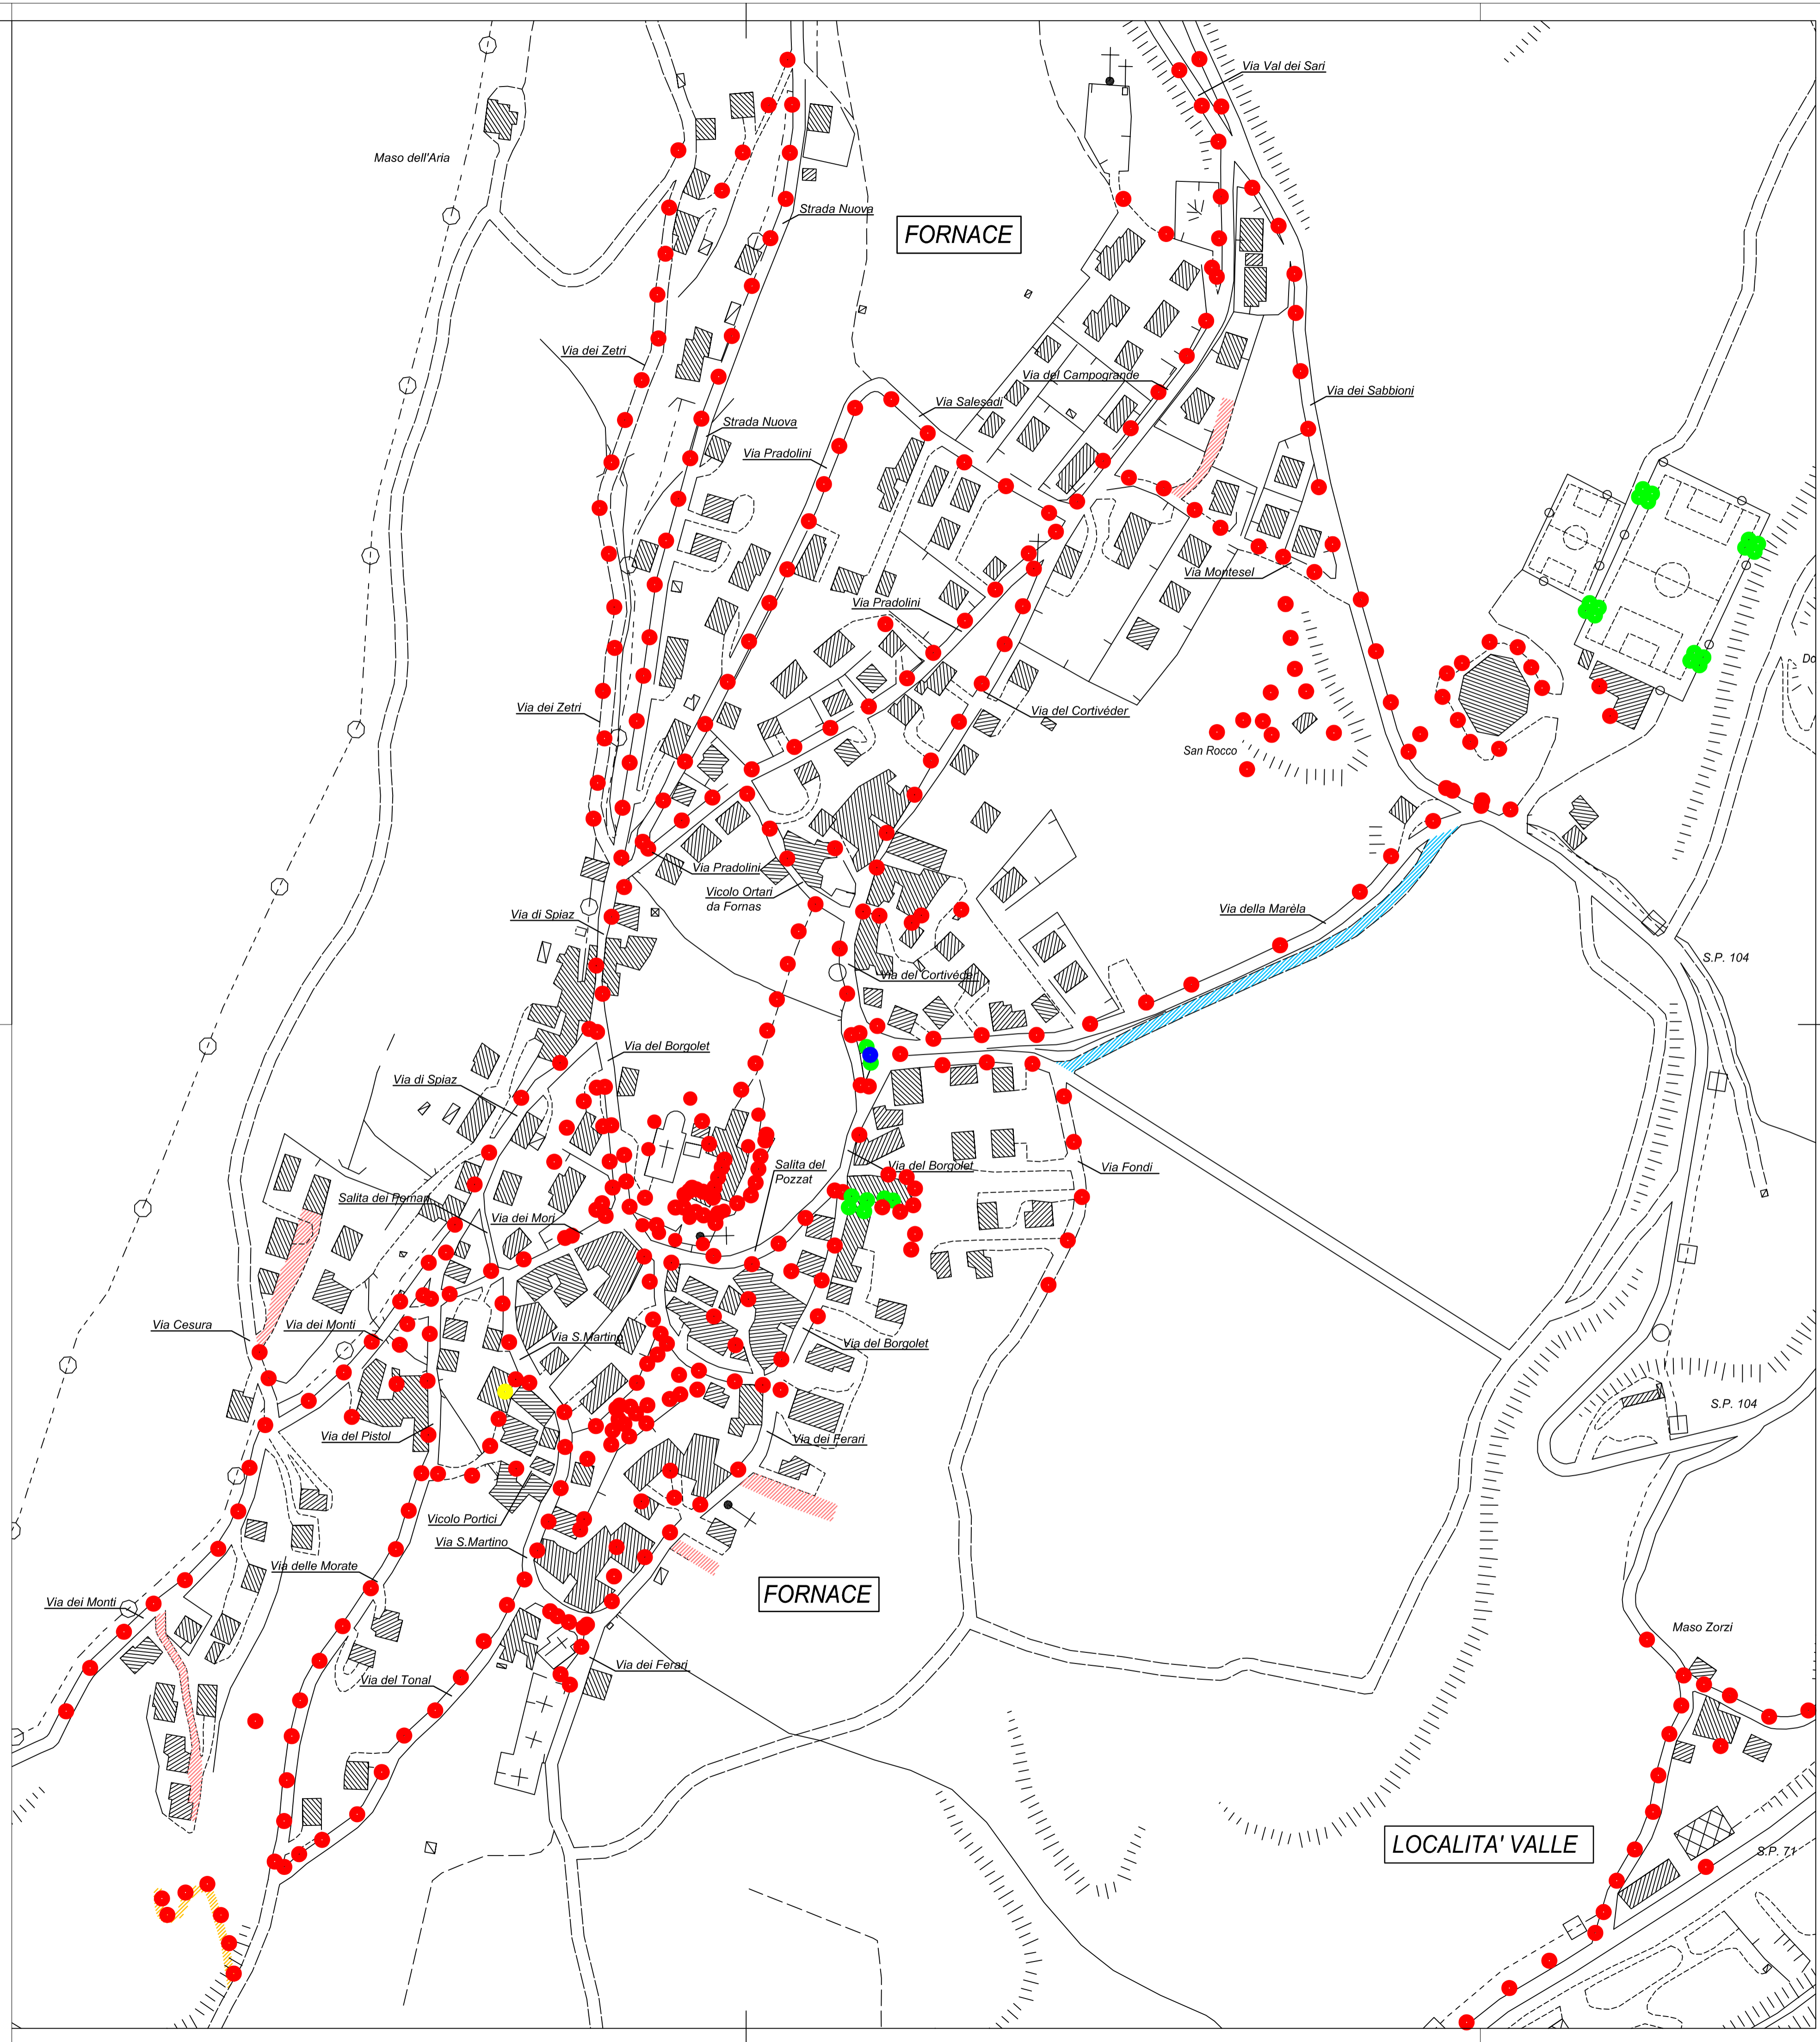 Via Val dei Sari
Maso dell'Aria
Strada Nuova
FORNACE
Via dei Zetri
Via del Campogrande
Via dei Sabbioni
Via Salesadi
Strada Nuova
Via Pradolini
Via Montesel
Via Pradolini
Via dei Zetri
Via del Cortivéder
San Rocco
Via Pradolini
Vicolo Ortari
da Fornas
Via di Spiaz
Via della Marèla
S.P. 104
Via del Cortivéder
Via del Borgolet
Via di Spiaz
Salita del
Pozzat
Via del Borgolet
Via Fondi
Salita dei Pomari
Via dei Mori
Via Cesura
Via dei Monti
Via S.Martino
Via del Borgolet
S.P. 104
Via del Pistol
Via dei Ferari
Vicolo Portici
Via S.Martino
Via delle Morate
FORNACE
Via dei Monti
Maso Zorzi
Via dei Ferari
Via del Tonal
LOCALITA' VALLE
S.P. 71